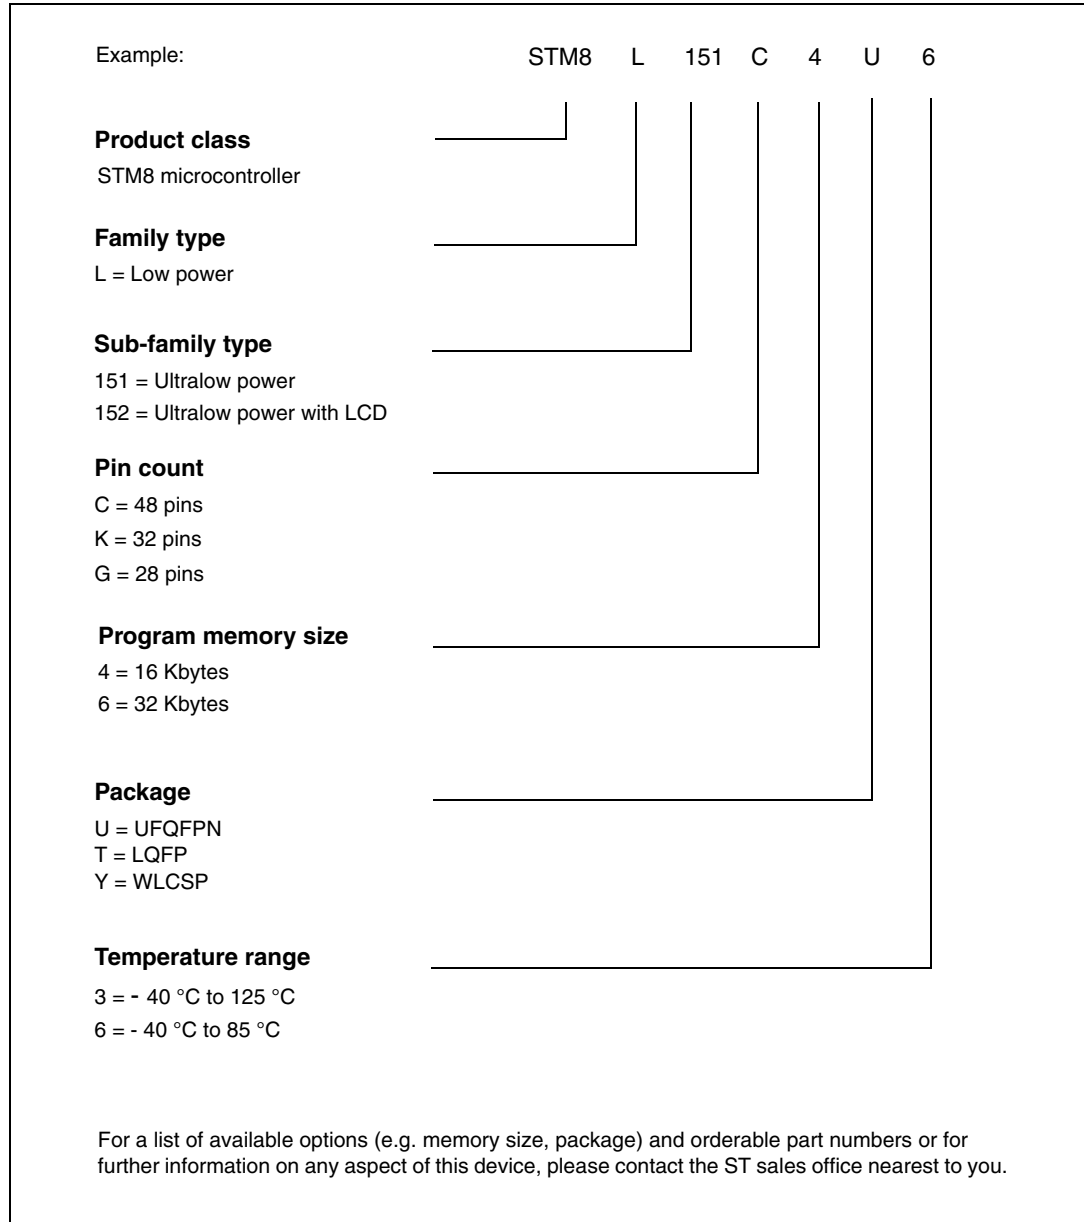 Example: STM8 L 151 C 4 U 6
Product class
STM8 microcontroller
Family type
L = Low power
Sub-family type
151 = Ultralow power
152 = Ultralow power with LCD
Pin count
C = 48 pins
K = 32 pins
G = 28 pins
Program memory size
4 = 16 Kbytes
6 = 32 Kbytes
Package
U = UFQFPN
T = LQFP
Y = WLCSP
Temperature range
3 = - 40 °C to 125 °C
6 = - 40 °C to 85 °C
For a list of available options (e.g. memory size, package) and orderable part numbers or for
further information on any aspect of this device, please contact the ST sales office nearest to you.